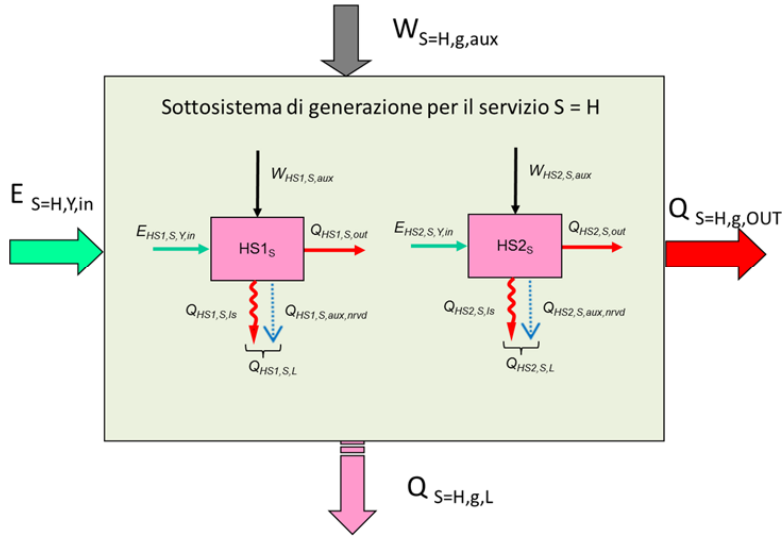 W S=H,g,aux
Sottosistema di generazione per il servizio S = H
E S=H,Y,in
W HS1,S,aux
W HS2,S,aux
Q S=H,g,OUT
E HS1,S,Y,in
HS1 S
Q HS1,S,out
E HS2,S,Y,in
HS2 S
Q HS2,S,out
Q HS1,S,ls
Q HS1,S,aux,nrvd
Q HS2,S,ls
Q HS2,S,aux,nrvd
Q HS1,S,L
Q HS2,S,L
Q S=H,g,L